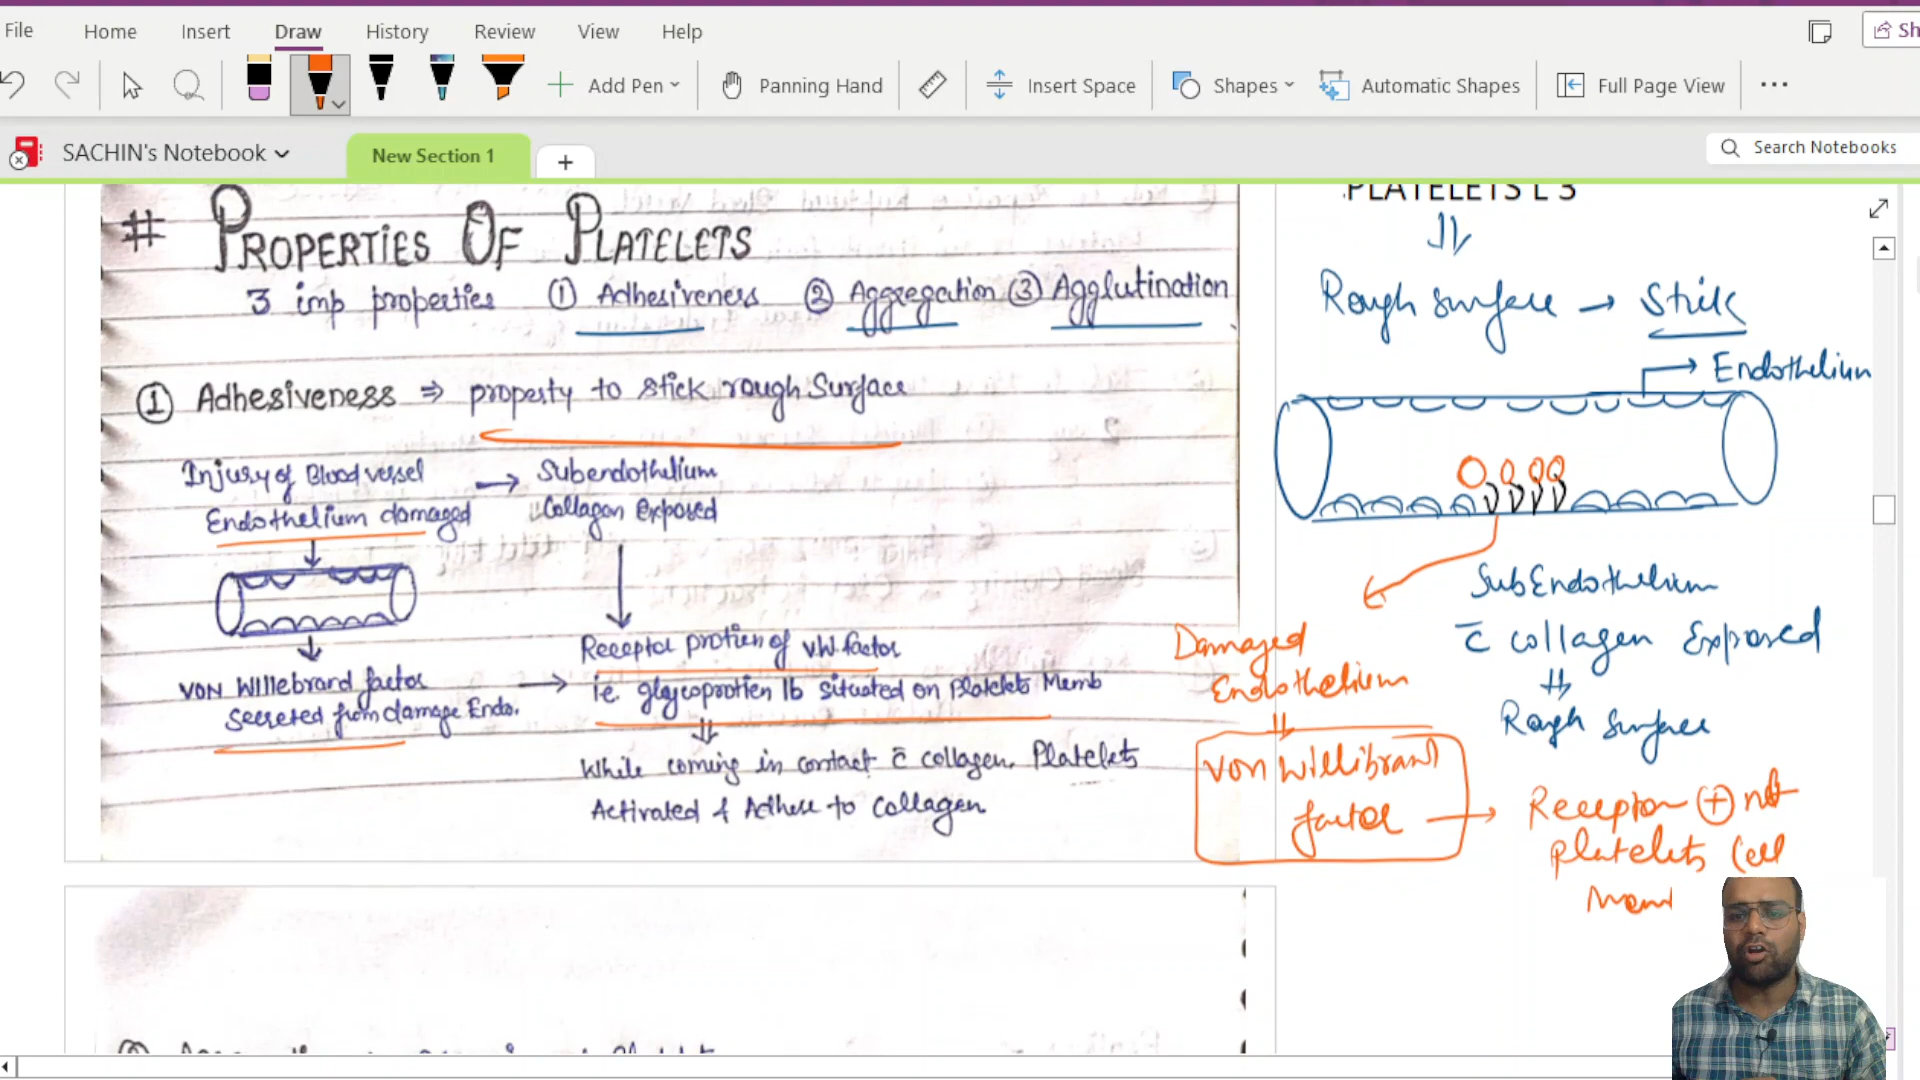 File Home Insert Draw History Review View Help Sh
Add Pen Panning Hand Insert Space Shapes Automatic Shapes Full Page View
SACHIN's Notebook New Section 1 + Search Notebooks
# PROPERTIES OF PLATELETS
3 imp properties ① Adhesiveness ② Aggregation ③ Agglutination
① Adhesiveness ⇒ property to stick rough Surface
Injury of Blood vessel → Subendothelium
Endothelium damaged Collagen Exposed
Receptor protien of vW factor
Von Willebrand factor → ie glycoprotien Ib situated on Platelets Memb
secreted from damage Endo.
While coming in contact c̄ collagen. Platelets
Activated & Adhere to Collagen
PLATELETS L 3
Rough surface → Stick
Endothelium
SubEndothelium
c̄ collagen Exposed
Rough Surface
Damaged
Endothelium
Von Willibrand
factor →
Receptor ⊕nt
Platelets Cell
Mem